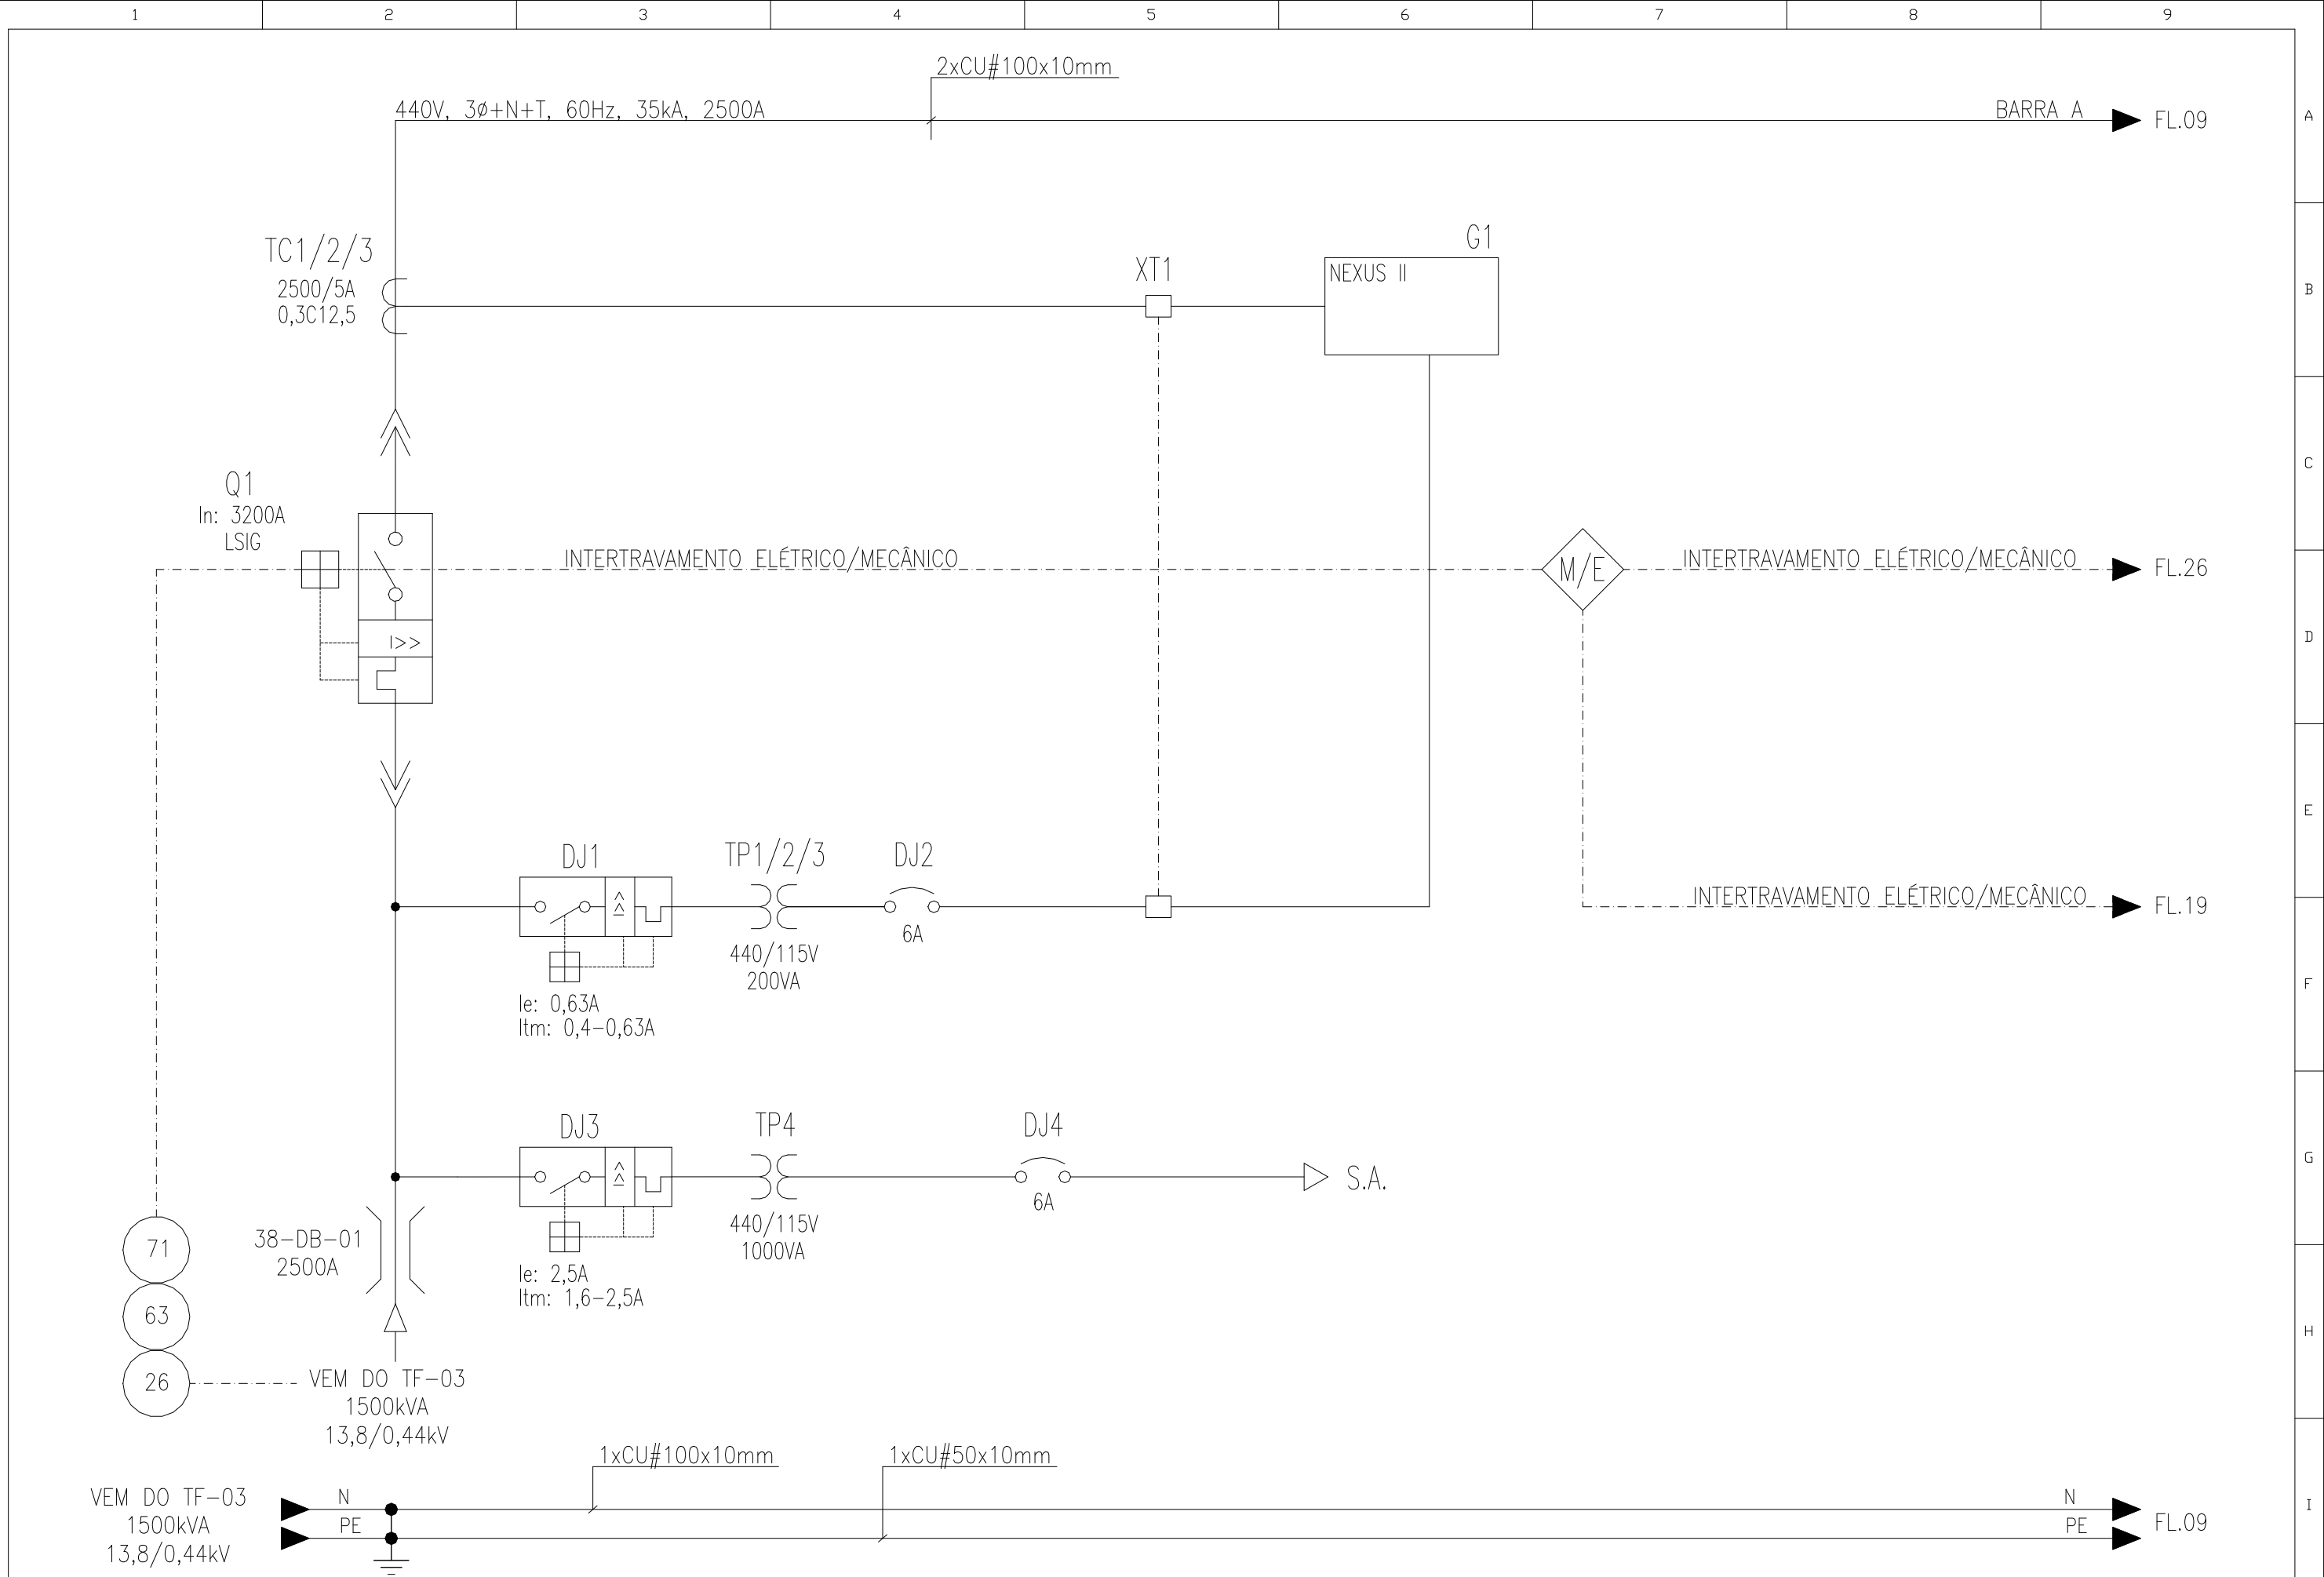 1 2 3 4 5 6 7 8 9
2xCU#100x10mm
440V, 3ø+N+T, 60Hz, 35kA, 2500A
BARRA A
FL.09
A
TC1/2/3
2500/5A
0,3C12,5
XT1
G1
NEXUS II
B
Q1
In: 3200A
LSIG
C
INTERTRAVAMENTO ELÉTRICO/MECÂNICO
M/E
INTERTRAVAMENTO ELÉTRICO/MECÂNICO
FL.26
I>>
D
E
DJ1
TP1/2/3
DJ2
INTERTRAVAMENTO ELÉTRICO/MECÂNICO
FL.19
I>>
6A
440/115V
200VA
Ie: 0,63A
Itm: 0,4-0,63A
F
DJ3
TP4
DJ4
I>>
S.A.
G
6A
440/115V
1000VA
Ie: 2,5A
Itm: 1,6-2,5A
38-DB-01
2500A
71
63
26
H
VEM DO TF-03
1500kVA
13,8/0,44kV
1xCU#100x10mm
1xCU#50x10mm
VEM DO TF-03
1500kVA
13,8/0,44kV
N
PE
N
PE
FL.09
I